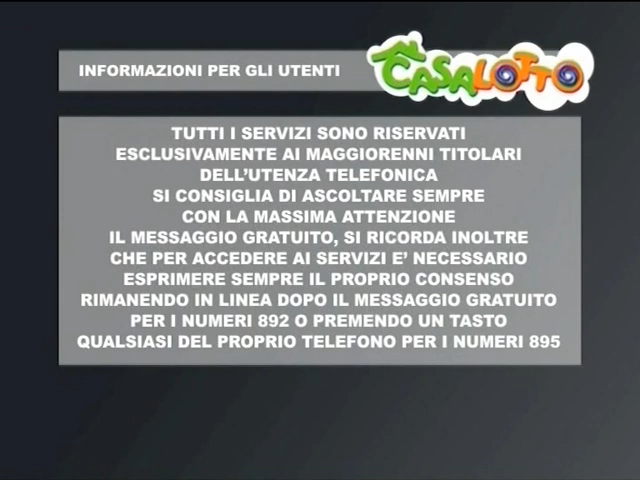 INFORMAZIONI PER GLI UTENTI
CASALOTTO
TUTTI I SERVIZI SONO RISERVATI
ESCLUSIVAMENTE AI MAGGIORENNI TITOLARI
DELL'UTENZA TELEFONICA
SI CONSIGLIA DI ASCOLTARE SEMPRE
CON LA MASSIMA ATTENZIONE
IL MESSAGGIO GRATUITO, SI RICORDA INOLTRE
CHE PER ACCEDERE AI SERVIZI E' NECESSARIO
ESPRIMERE SEMPRE IL PROPRIO CONSENSO
RIMANENDO IN LINEA DOPO IL MESSAGGIO GRATUITO
PER I NUMERI 892 O PREMENDO UN TASTO
QUALSIASI DEL PROPRIO TELEFONO PER I NUMERI 895